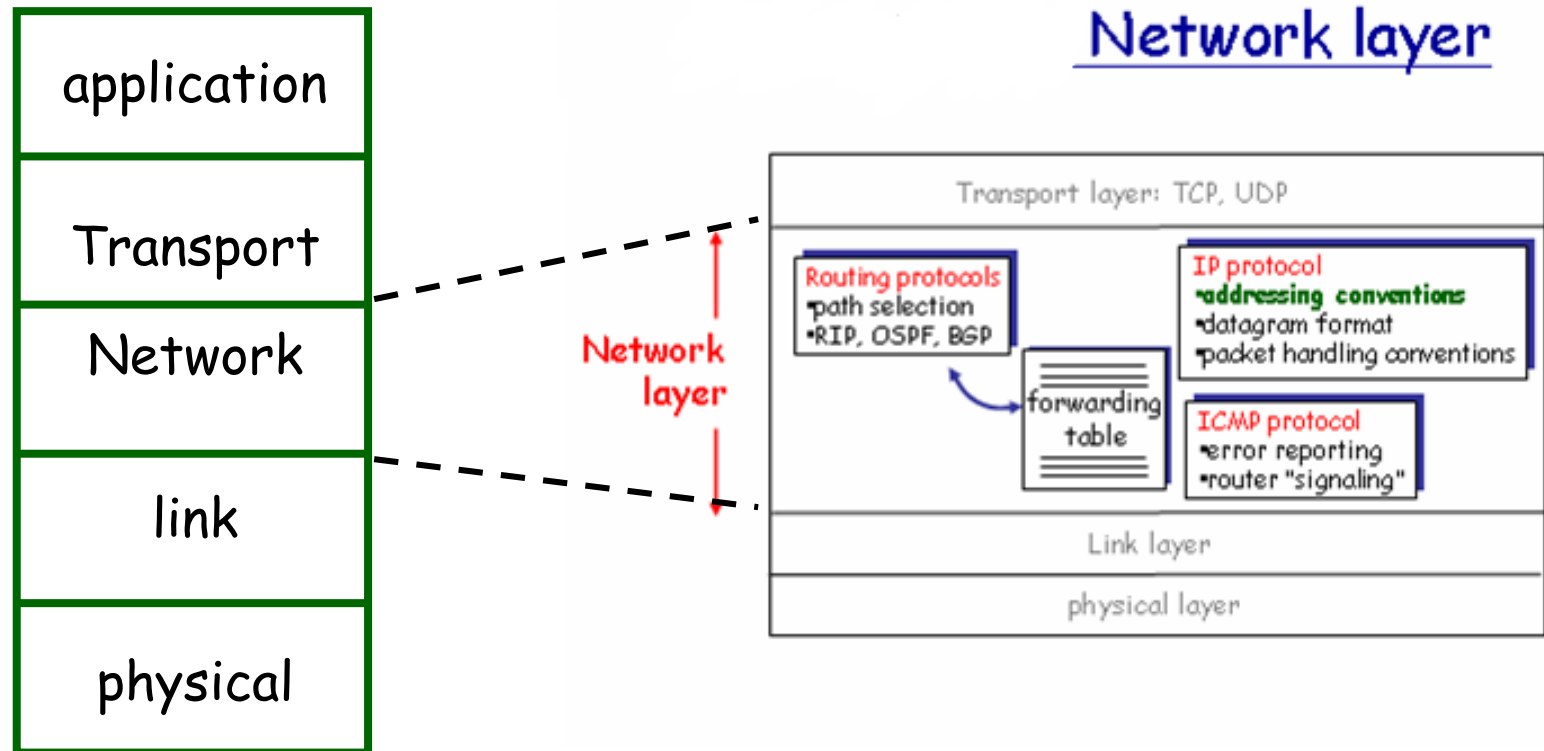 application
Transport
Network
link
physical
Network layer
Network
layer
Transport layer: TCP, UDP
Routing protocols
▪path selection
▪RIP, OSPF, BGP
forwarding
table
IP protocol
▪addressing conventions
▪datagram format
▪packet handling conventions
ICMP protocol
▪error reporting
▪router "signaling"
Link layer
physical layer